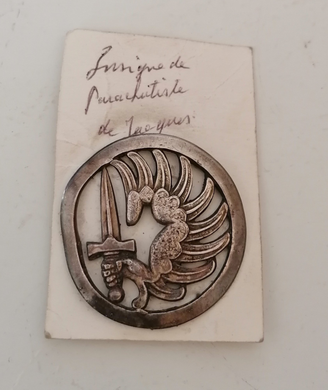 Insigne de
Parachutiste
de Jacques